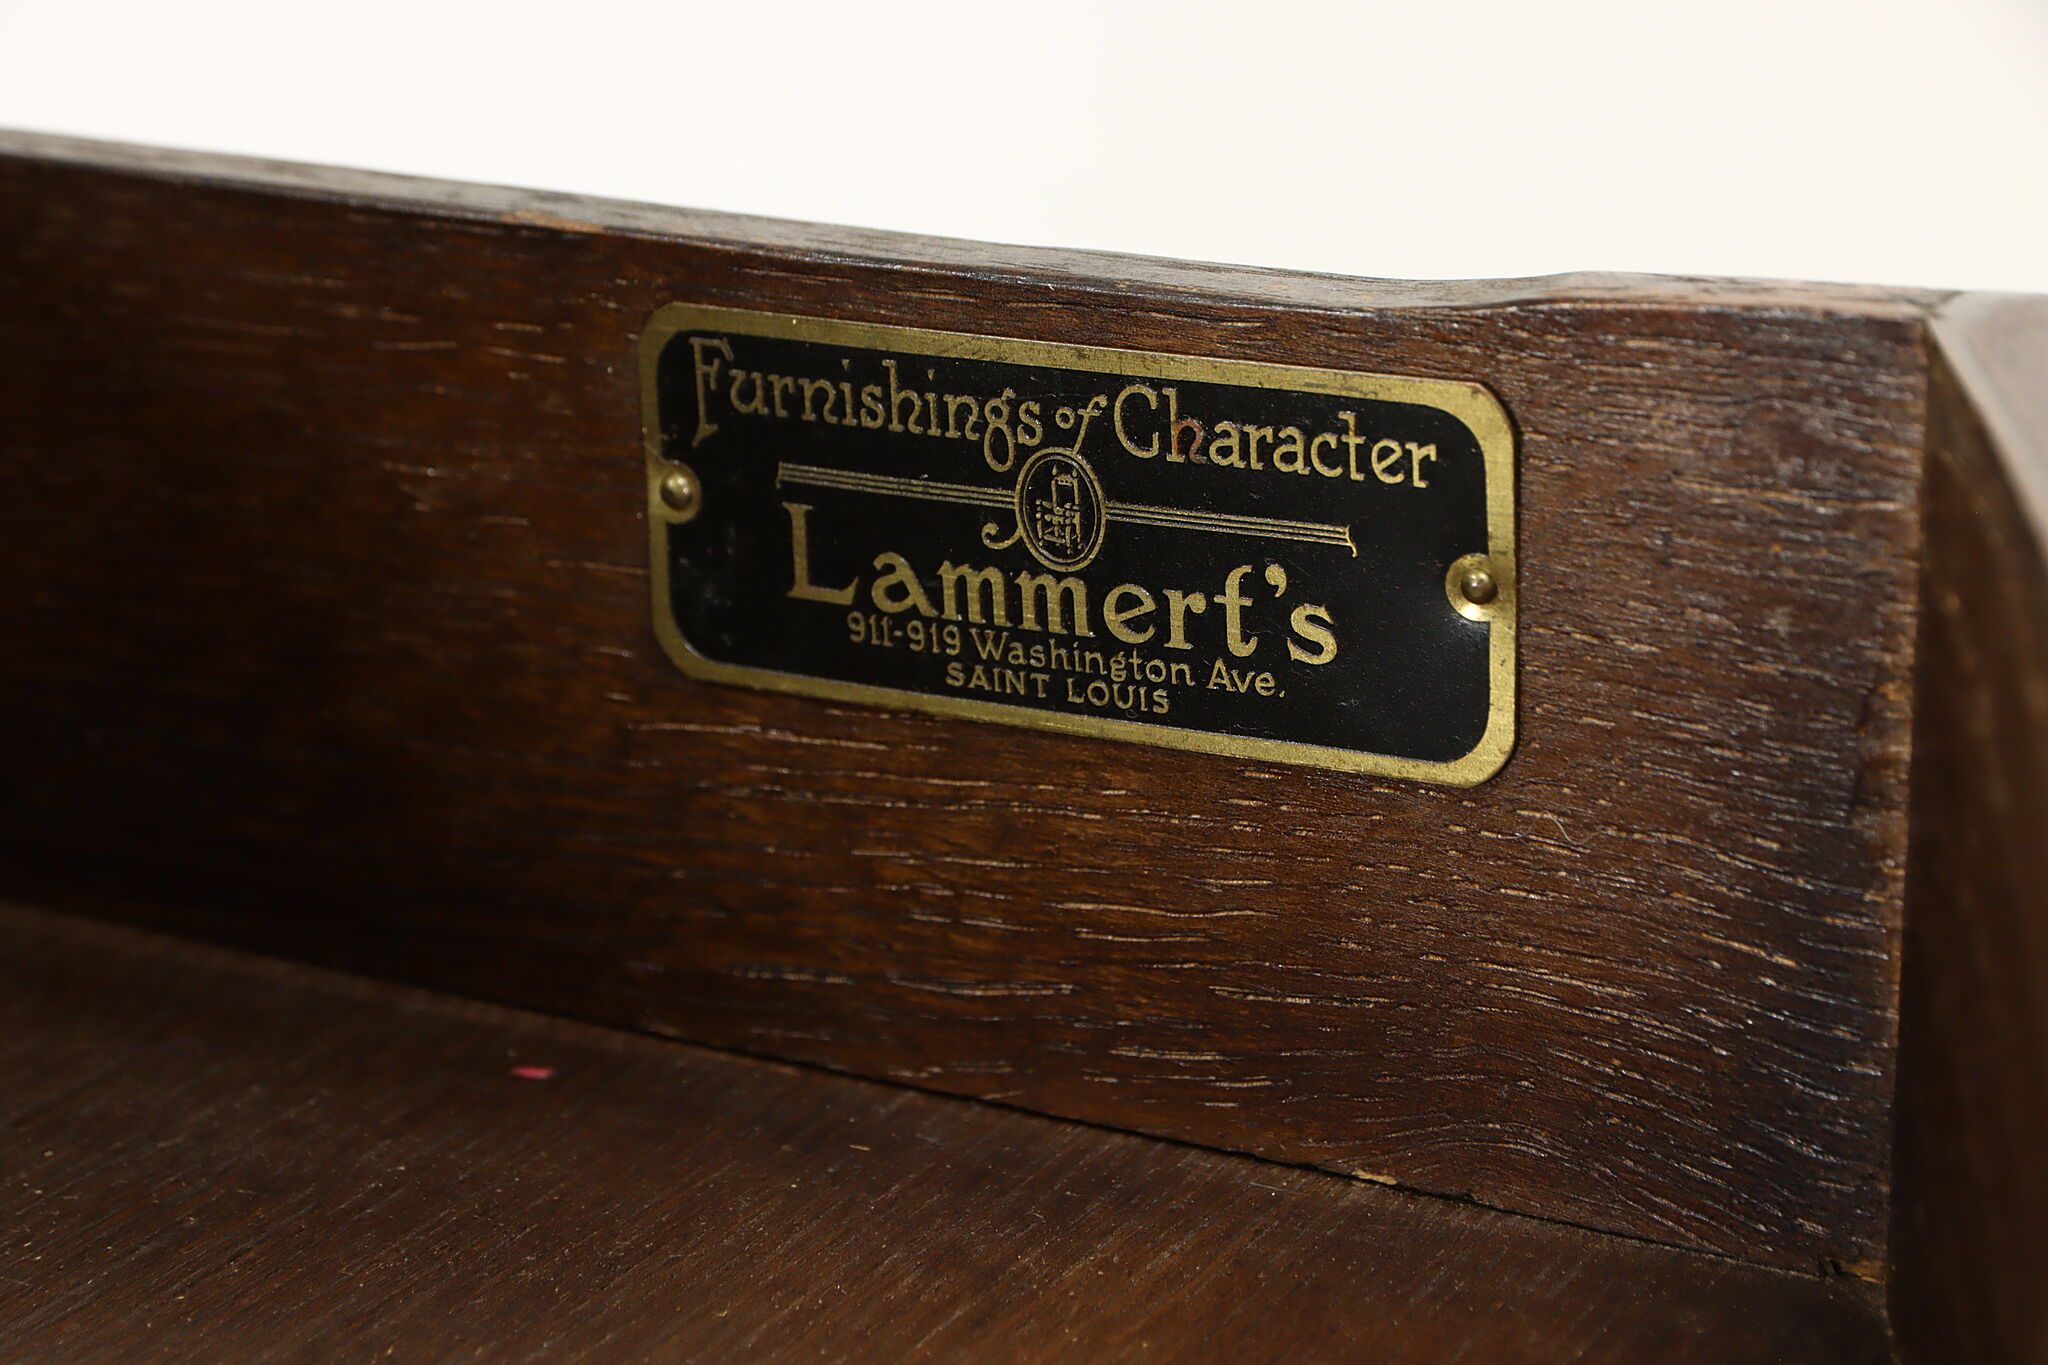 Furnishings of Character
Lammert's
911-919 Washington Ave.
SAINT LOUIS